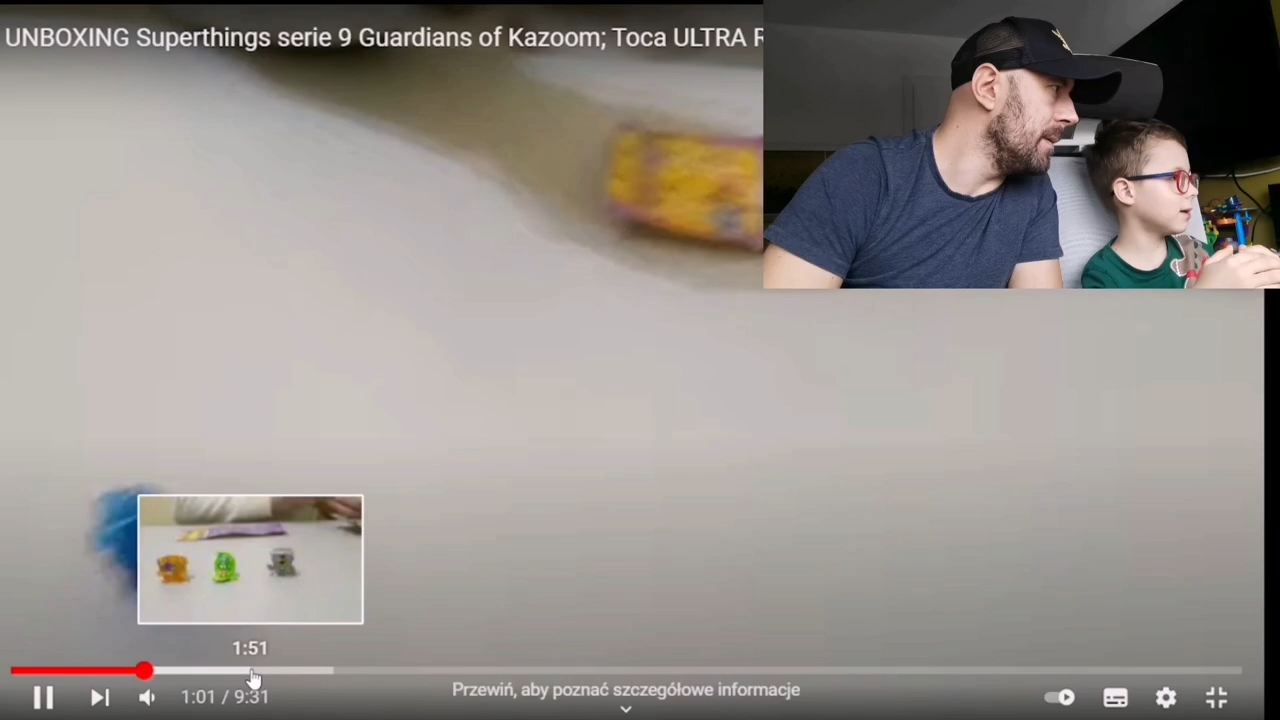 UNBOXING Superthings serie 9 Guardians of Kazoom; Toca ULTRA R
1:51
1:01 / 9:31
Przewiń, aby poznać szczegółowe informacje